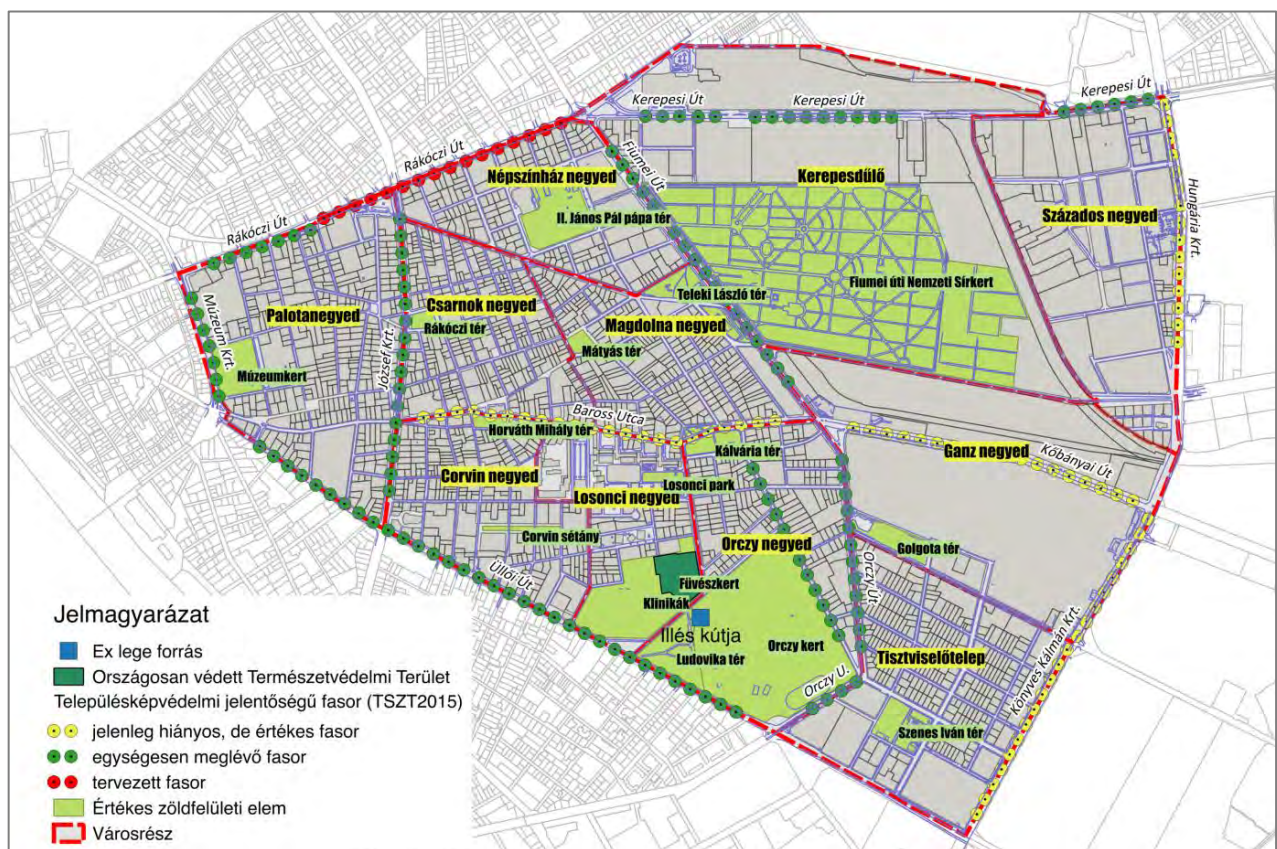 Kerepesi Út
Kerepesi Út
Kerepesi Út
Rákóczi Út
Fiumei Út
Népszínház negyed
Kerepesdűlő
Hungária Krt.
II. János Pál pápa tér
Százados negyed
Rákóczi Út
Fiumei úti Nemzeti Sírkert
Teleki László tér
Múzeum Krt.
Palotanegyed
Csarnok negyed
Rákóczi tér
Magdolna negyed
Mátyás tér
József Krt.
Múzeumkert
Baross Utca
Horváth Mihály tér
Kálvária tér
Ganz negyed
Kőbányai Út
Corvin negyed
Losonci park
Losonci negyed
Corvin sétány
Orczy negyed
Golgota tér
Üllői Út
Füvészkert
Orczy Út
Klinikák
Illés kútja
Ludovika tér
Orczy kert
Tisztviselőtelep
Könyves Kálmán Krt.
Orczy U.
Szenes Iván tér
Jelmagyarázat
Ex lege forrás
Országosan védett Természetvédelmi Terület
Településképvédelmi jelentőségű fasor (TSZT2015)
jelenleg hiányos, de értékes fasor
egységesen meglévő fasor
tervezett fasor
Értékes zöldfelületi elem
Városrész